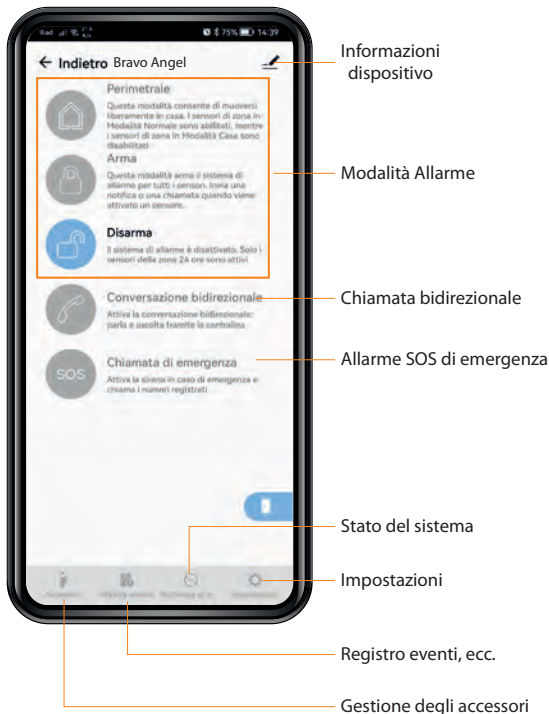 Iliad
75% 14:39
Indietro Bravo Angel
Perimetrale
Questa modalità consente di muoversi
liberamente in casa. I sensori di zona in
Modalità Normale sono abilitati, mentre
i sensori di zona in Modalità Casa sono
disabilitati
Arma
Questa modalità arma il sistema di
allarme per tutti i sensori. Invia una
notifica o una chiamata quando viene
attivato un sensore.
Disarma
Il sistema di allarme è disattivato. Solo i
sensori della zona 24 ore sono attivi
Conversazione bidirezionale
Attiva la conversazione bidirezionale:
parla e ascolta tramite la centralina
SOS
Chiamata di emergenza
Attiva la sirena in caso di emergenza e
chiama i numeri registrati
Informazioni
dispositivo
Modalità Allarme
Chiamata bidirezionale
Allarme SOS di emergenza
Stato del sistema
Impostazioni
Registro eventi, ecc.
Gestione degli accessori